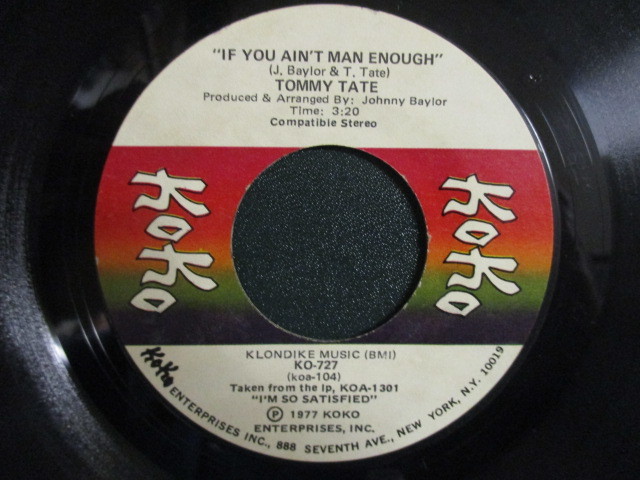 "IF YOU AIN'T MAN ENOUGH"
(J. Baylor & T. Tate)
TOMMY TATE
Produced & Arranged By: Johnny Baylor
Time: 3:20
Compatible Stereo
KOKO
KOKO
KLONDIKE MUSIC (BMI)
KO-727
(koa-104)
Taken from the lp, KOA-1301
"I'M SO SATISFIED"
Ⓟ 1977 KOKO
ENTERPRISES, INC.
KoKo ENTERPRISES INC., 888 SEVENTH AVE., NEW YORK, N.Y. 10019